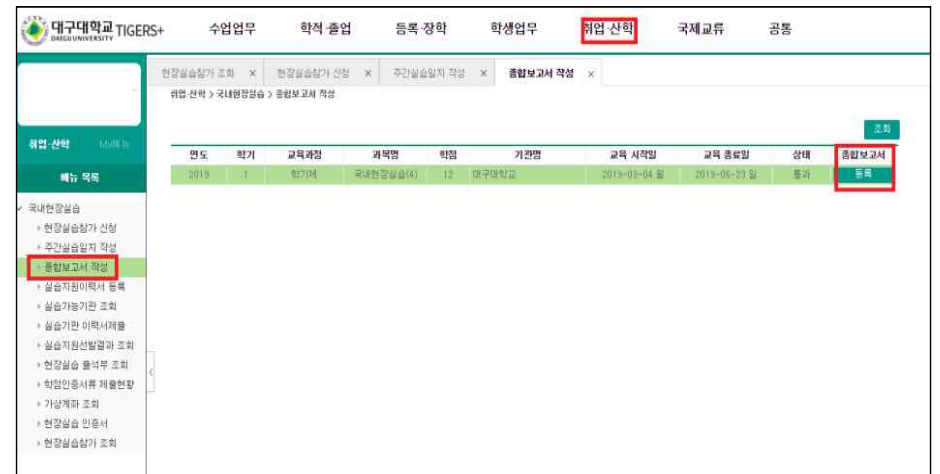 대구대학교 TIGERS+
DAEGU UNIVERSITY
수업업무 학적·졸업 등록·장학 학생업무 취업·산학 국제교류 공통
현장실습참가 조회 × 현장실습참가 신청 × 주간실습일지 작성 × 종합보고서 작성 ×
취업·산학 > 국내현장실습 > 종합보고서 작성
조회
취업·산학 My메뉴
메뉴 목록
연도 학기 교육과정 과목명 학점 기관명 교육 시작일 교육 종료일 상태 종합보고서
2019 1 학기제 국내현장실습(4) 12 대구대학교 2019-03-04 월 2019-06-23 일 통과 등록
국내현장실습
현장실습참가 신청
주간실습일지 작성
종합보고서 작성
실습지원이력서 등록
실습가능기관 조회
실습기관 이력서제출
실습지원선발결과 조회
현장실습 출석부 조회
학점인증서류 제출현황
가상계좌 조회
현장실습 인증서
현장실습참가 조회